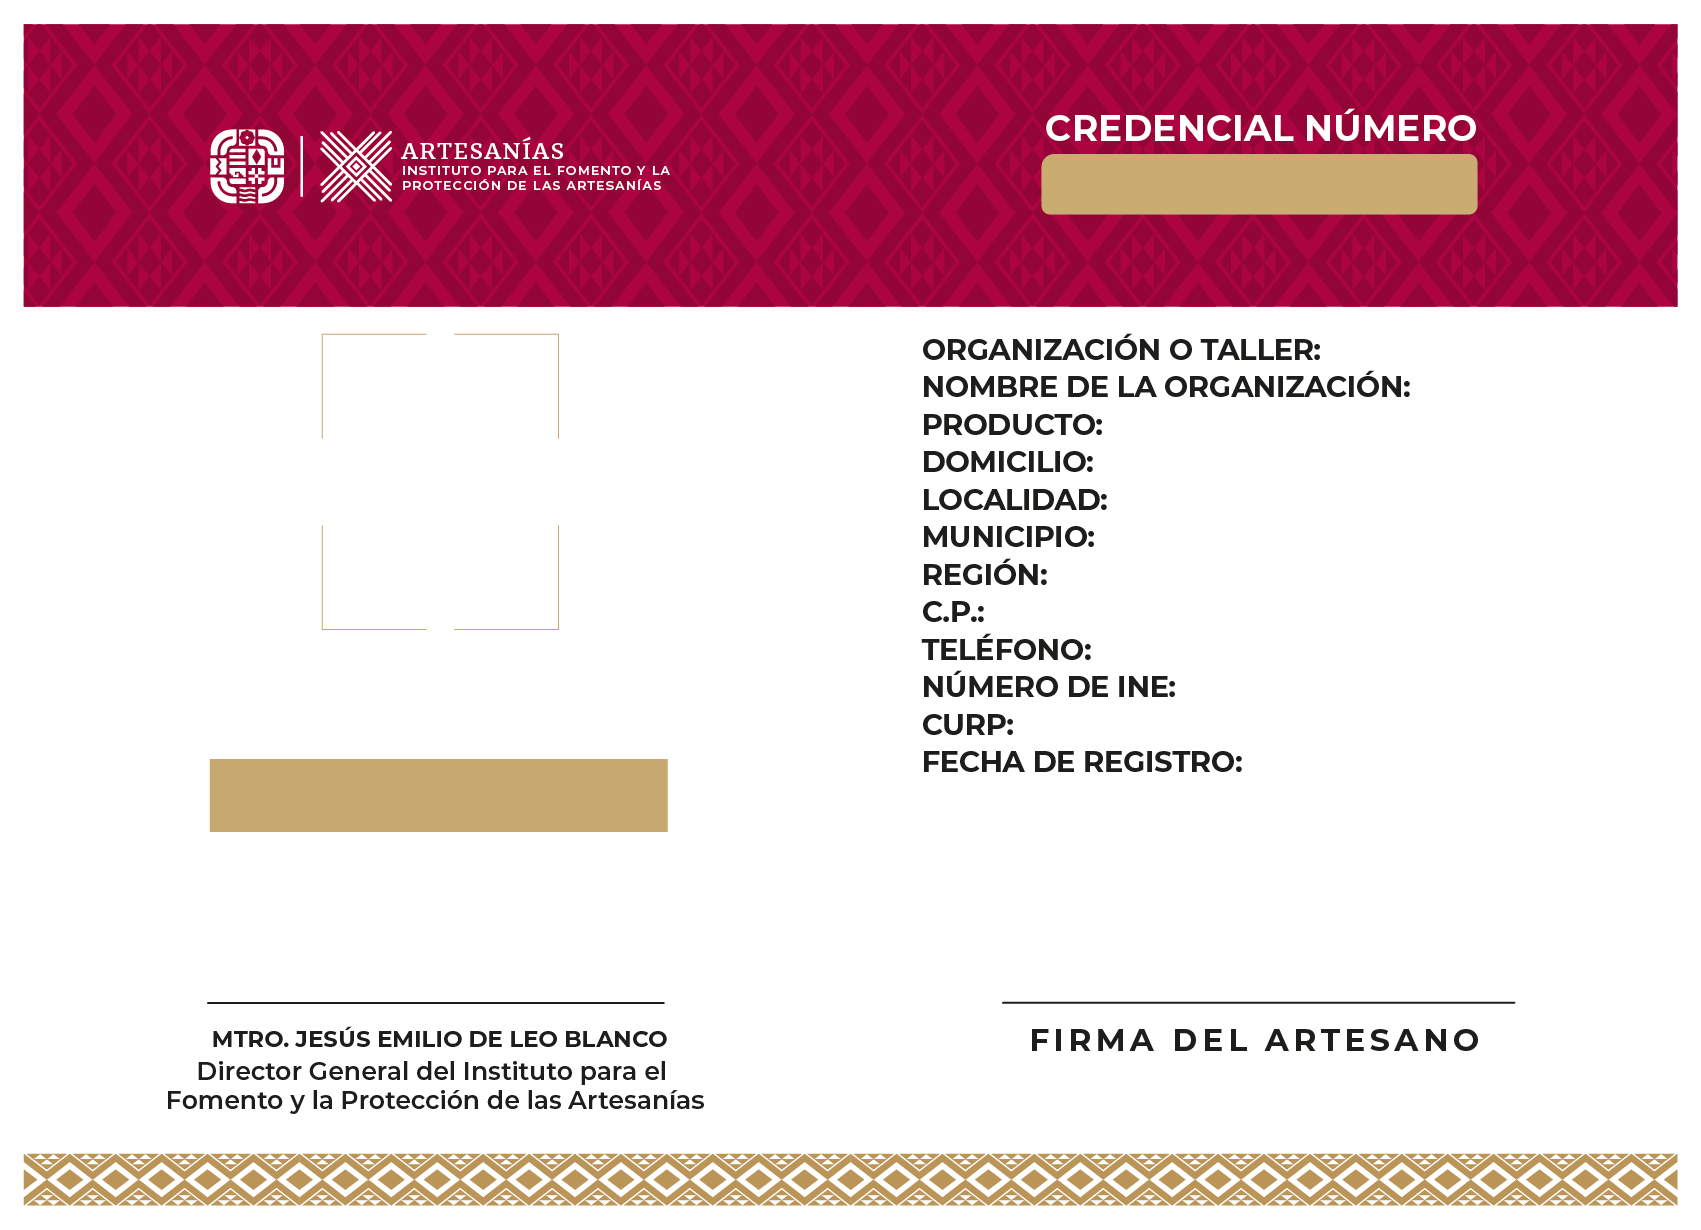 ARTESANÍAS
INSTITUTO PARA EL FOMENTO Y LA
PROTECCIÓN DE LAS ARTESANÍAS
CREDENCIAL NÚMERO
ORGANIZACIÓN O TALLER:
NOMBRE DE LA ORGANIZACIÓN:
PRODUCTO:
DOMICILIO:
LOCALIDAD:
MUNICIPIO:
REGIÓN:
C.P.:
TELÉFONO:
NÚMERO DE INE:
CURP:
FECHA DE REGISTRO:
MTRO. JESÚS EMILIO DE LEO BLANCO
Director General del Instituto para el
Fomento y la Protección de las Artesanías
FIRMA DEL ARTESANO